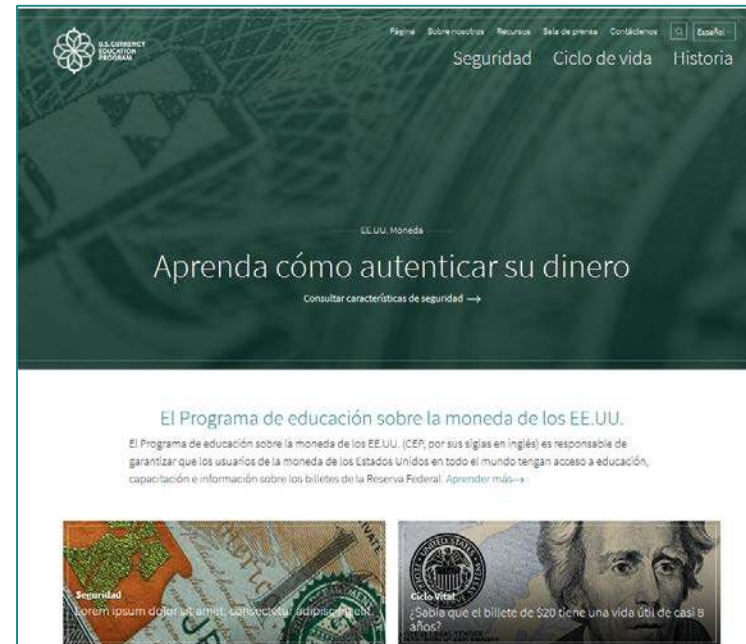 U.S. CURRENCY
EDUCATION
PROGRAM
Página Sobre nosotros Recursos Sala de prensa Contáctenos Español
Seguridad Ciclo de vida Historia
EE.UU. Moneda
Aprenda cómo autenticar su dinero
Consultar características de seguridad →
El Programa de educación sobre la moneda de los EE.UU.
El Programa de educación sobre la moneda de los EE.UU. (CEP, por sus siglas en inglés) es responsable de
garantizar que los usuarios de la moneda de los Estados Unidos en todo el mundo tengan acceso a educación,
capacitación e información sobre los billetes de la Reserva Federal. Aprender más→
Seguridad
Lorem ipsum dolor sit amet, consectetur adipiscing elit.
Ciclo Vital
¿Sabía que el billete de $20 tiene una vida útil de casi 8
años?